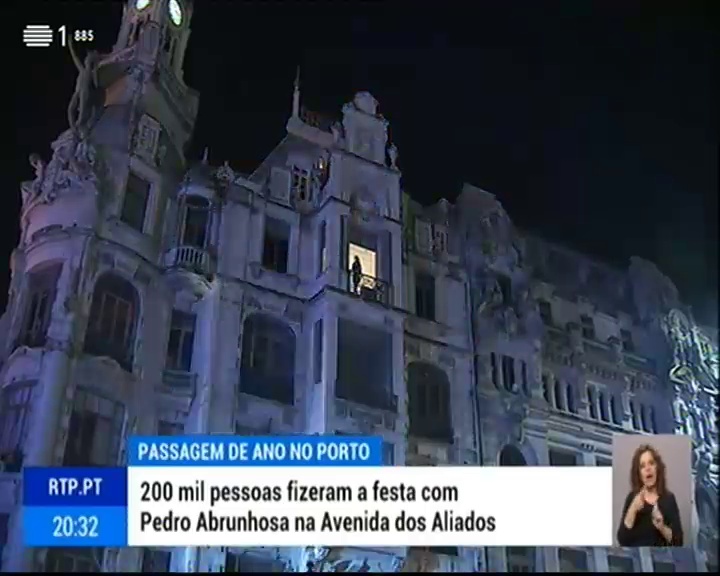 1 885
PASSAGEM DE ANO NO PORTO
RTP.PT
200 mil pessoas fizeram a festa com
20:32
Pedro Abrunhosa na Avenida dos Aliados